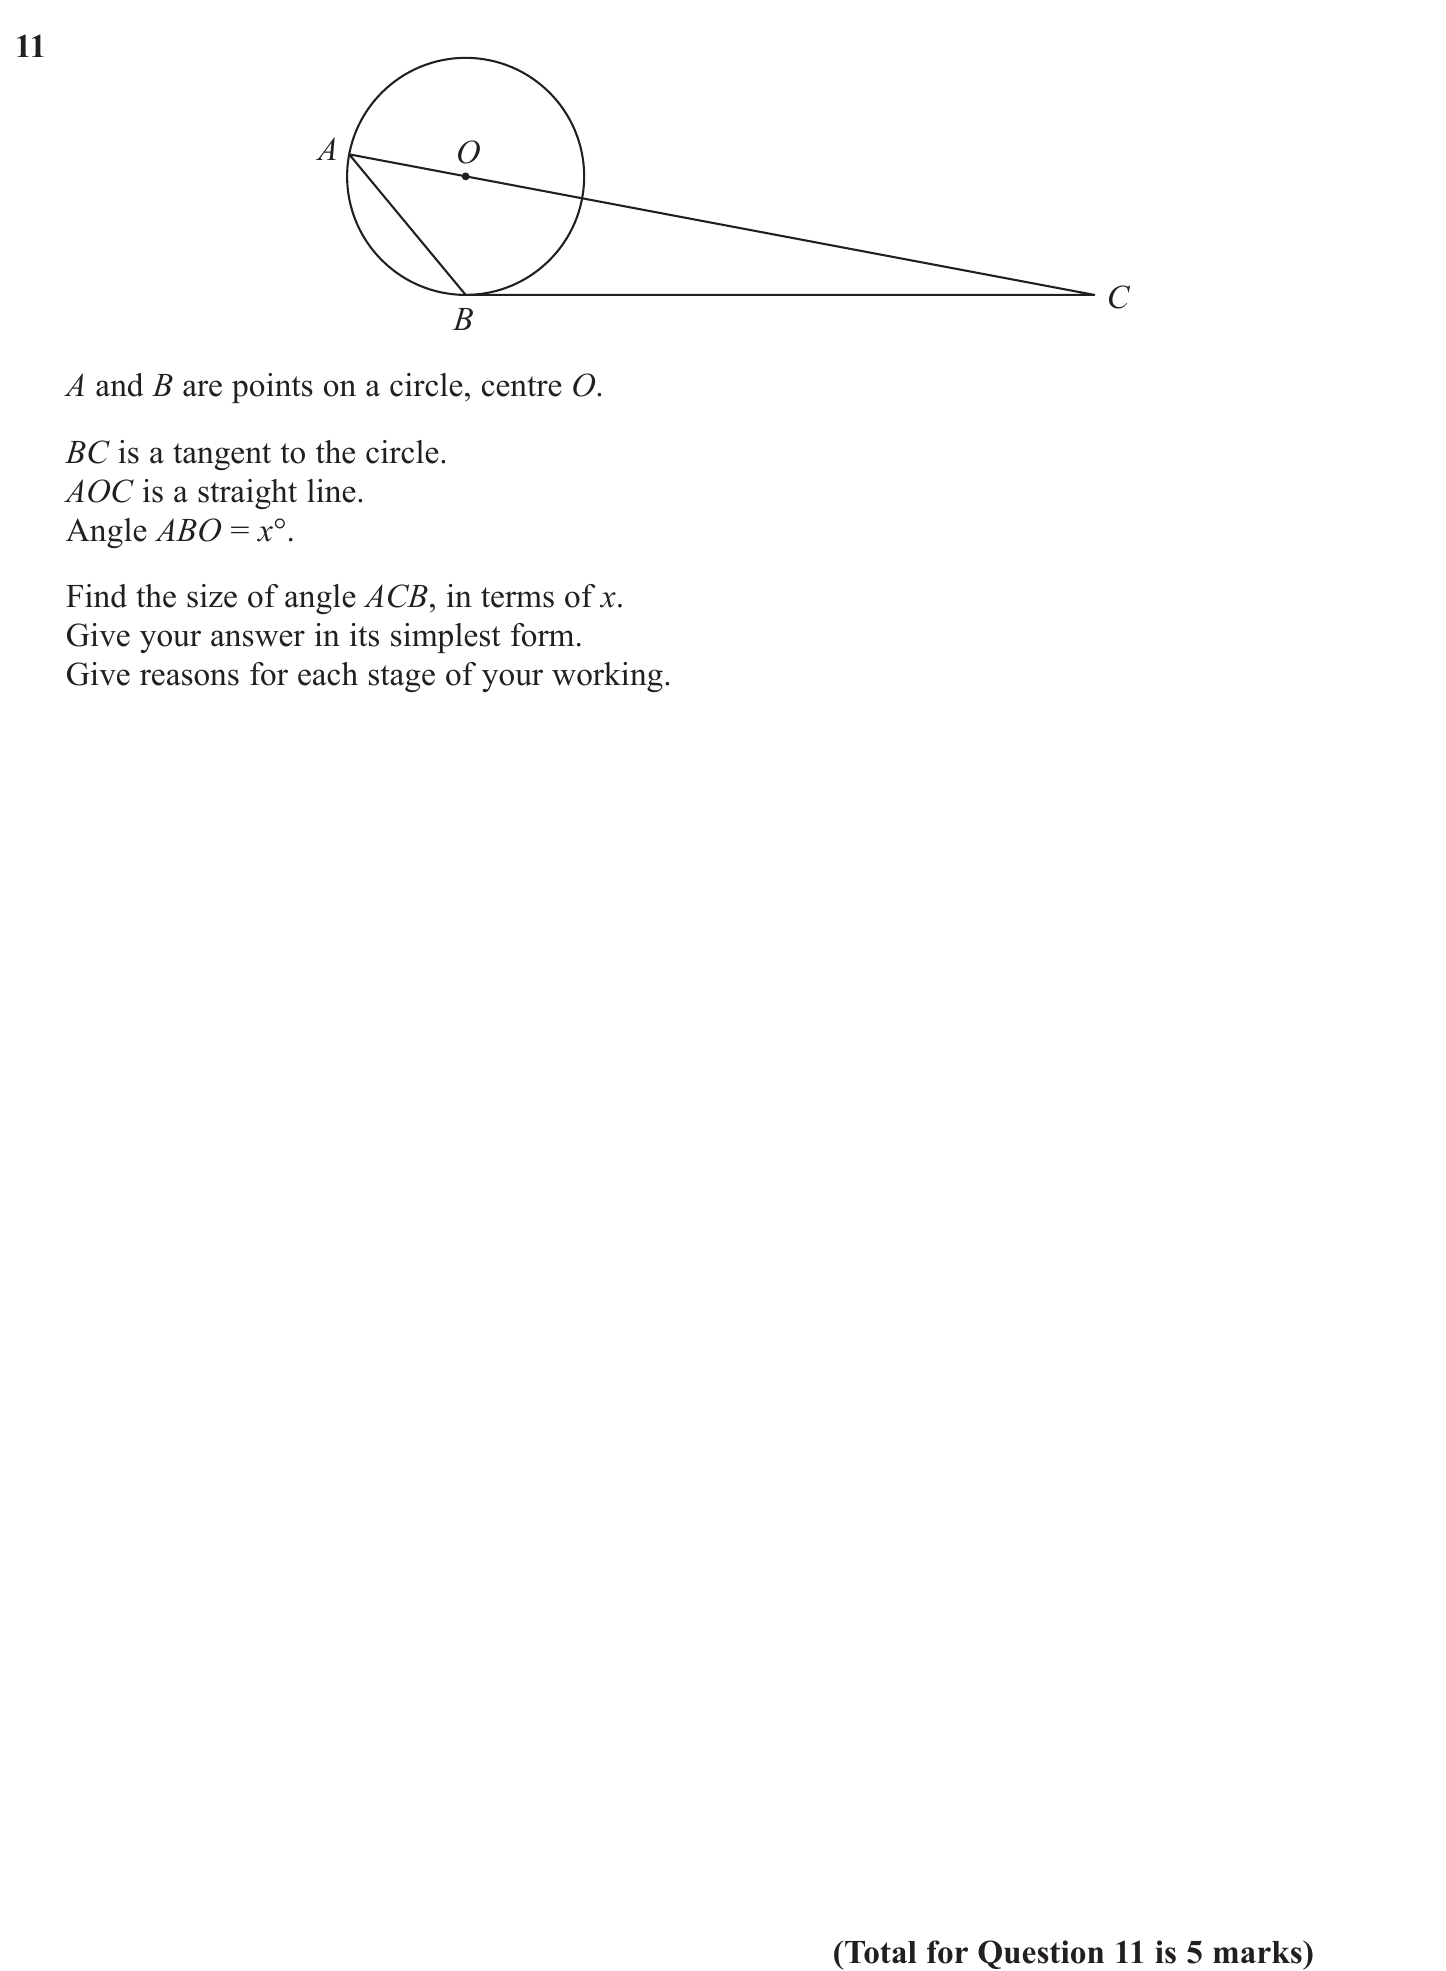 11
A
O
B
C
A and B are points on a circle, centre O.
BC is a tangent to the circle.
AOC is a straight line.
Angle ABO = x°.
Find the size of angle ACB, in terms of x.
Give your answer in its simplest form.
Give reasons for each stage of your working.
(Total for Question 11 is 5 marks)